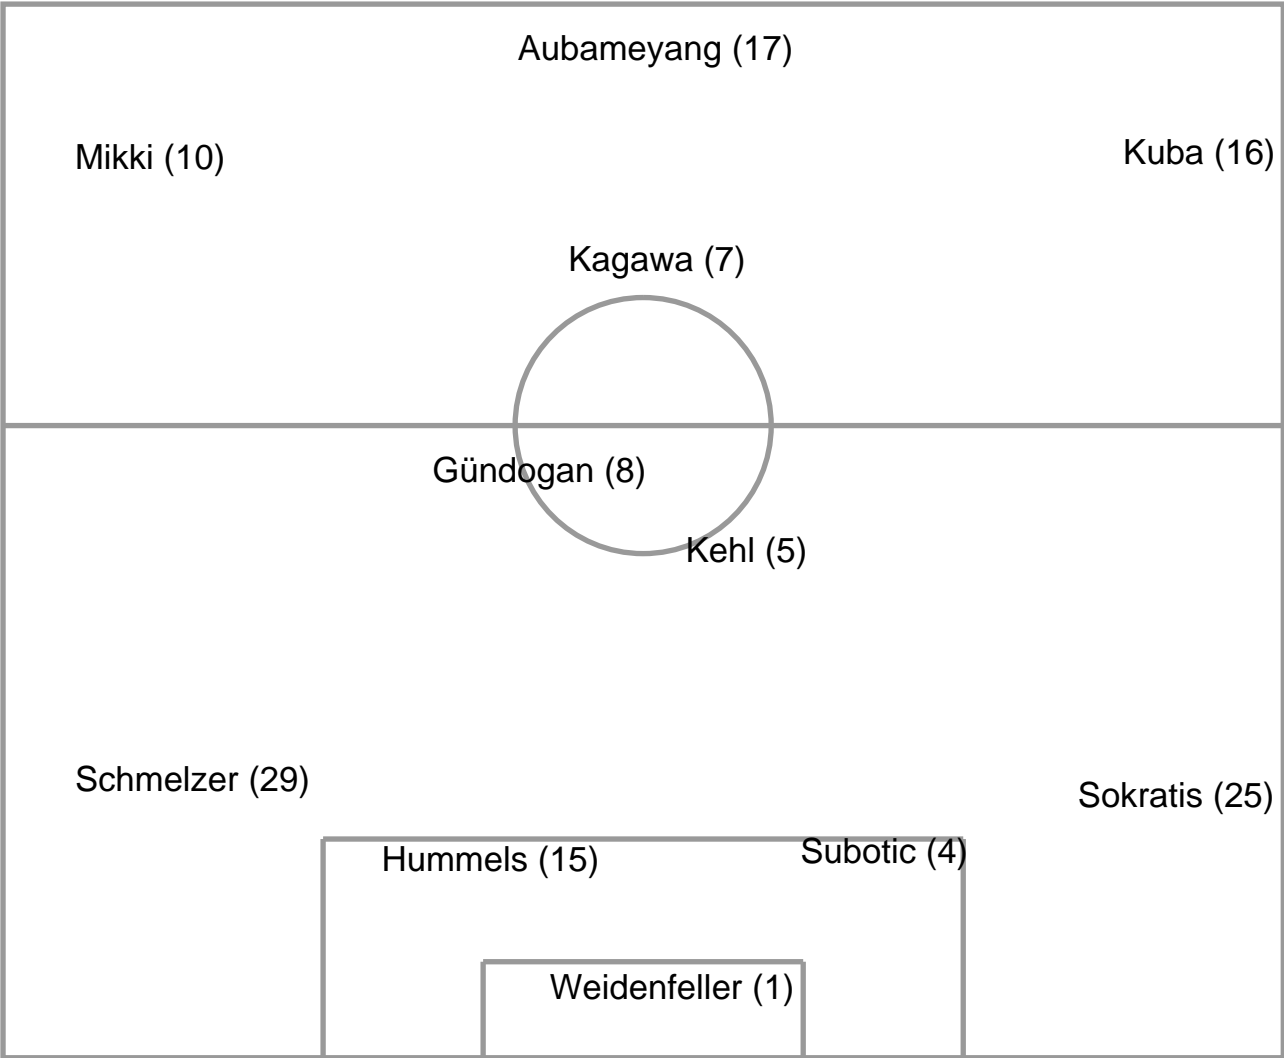 Aubameyang (17)
Mikki (10)
Kuba (16)
Kagawa (7)
Gündogan (8)
Kehl (5)
Schmelzer (29)
Sokratis (25)
Hummels (15)
Subotic (4)
Weidenfeller (1)